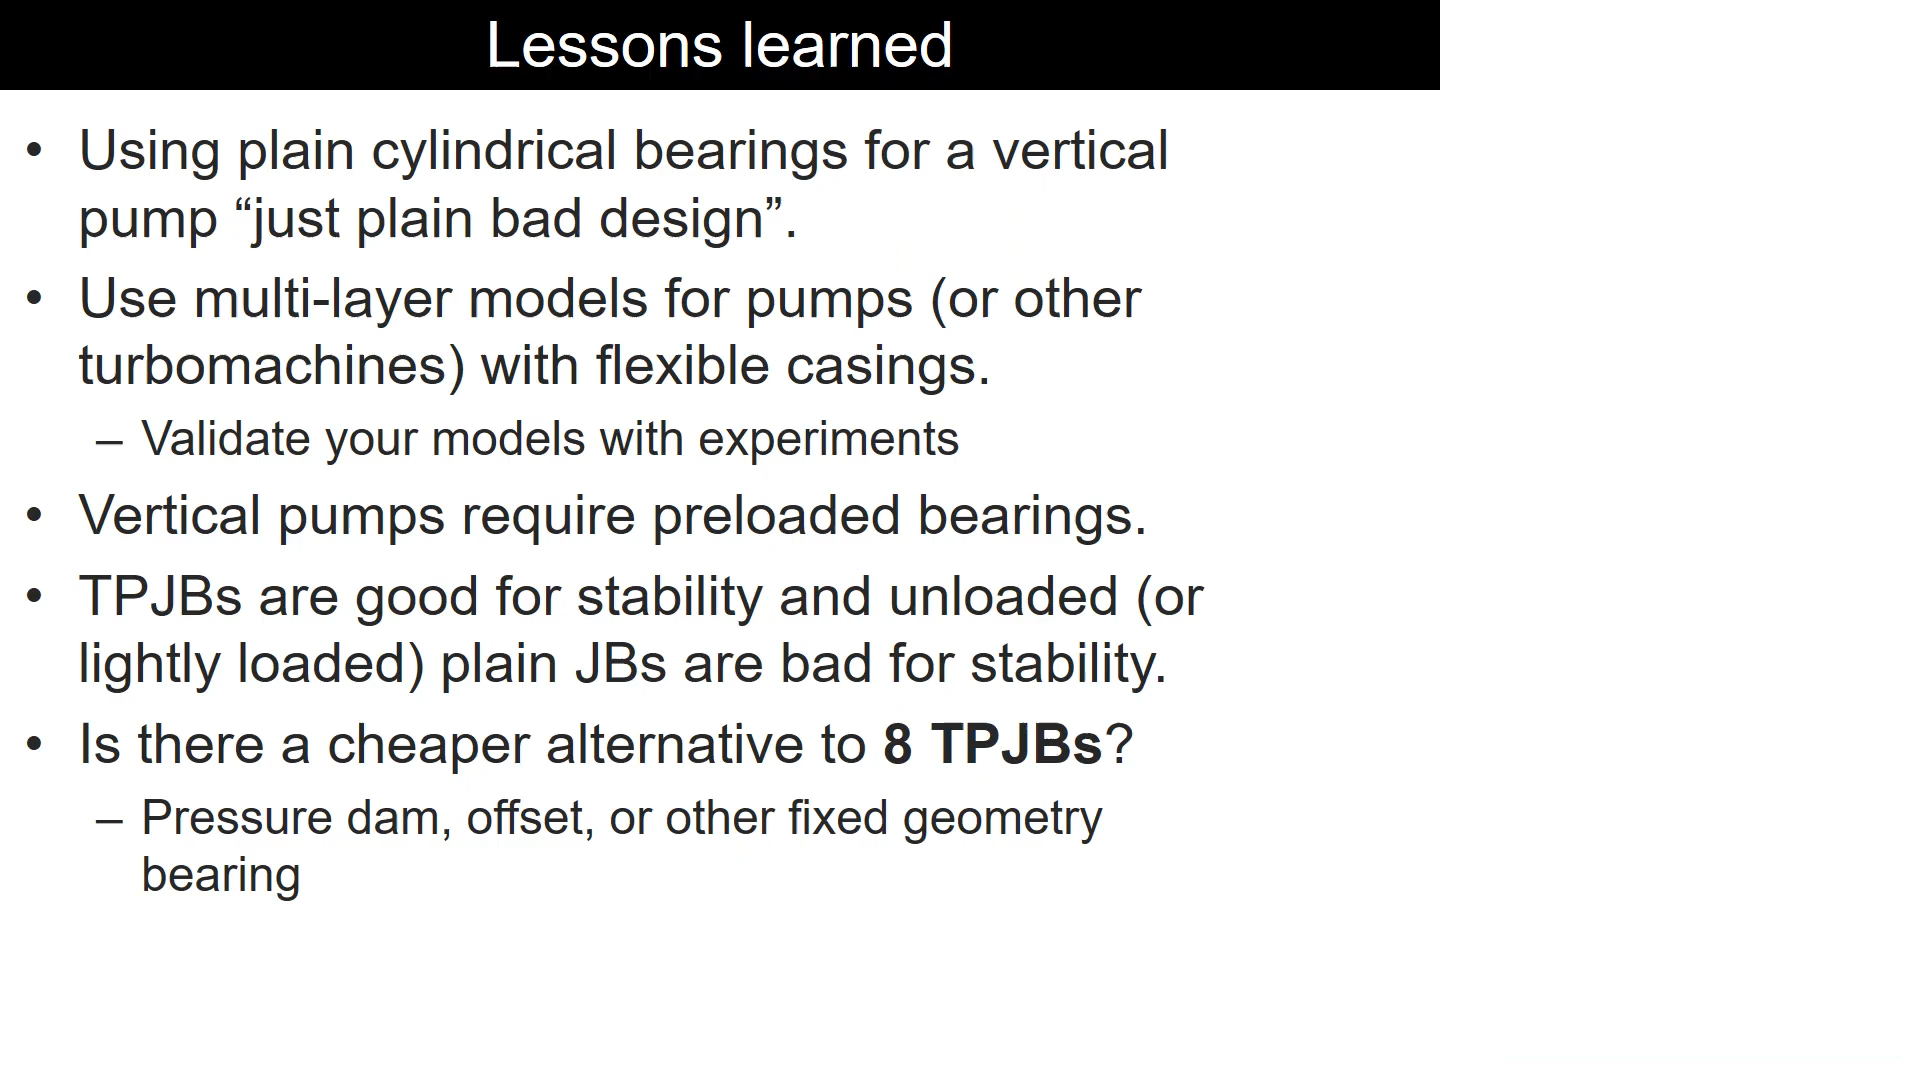 Lessons learned
• Using plain cylindrical bearings for a vertical
pump “just plain bad design”.
• Use multi-layer models for pumps (or other
turbomachines) with flexible casings.
– Validate your models with experiments
• Vertical pumps require preloaded bearings.
• TPJBs are good for stability and unloaded (or
lightly loaded) plain JBs are bad for stability.
• Is there a cheaper alternative to 8 TPJBs?
– Pressure dam, offset, or other fixed geometry
bearing